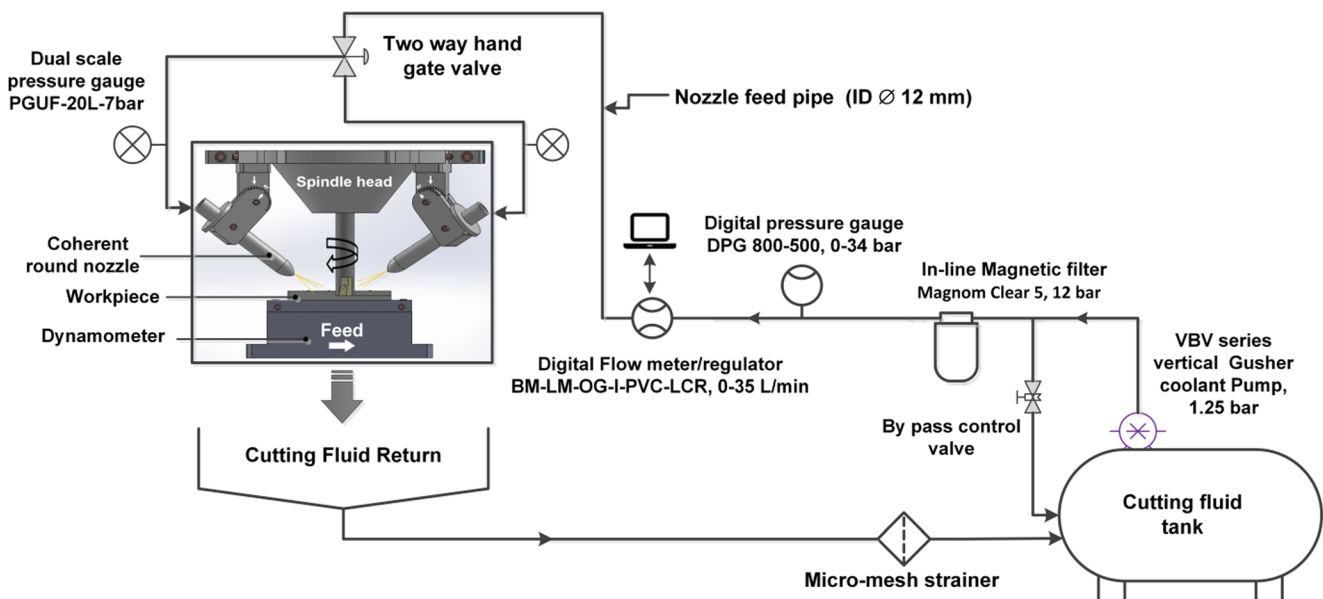 Dual scale
pressure gauge
PGUF-20L-7bar
Two way hand
gate valve
Nozzle feed pipe (ID ∅ 12 mm)
Spindle head
Coherent
round nozzle
Workpiece
Dynamometer
Feed
Digital pressure gauge
DPG 800-500, 0-34 bar
In-line Magnetic filter
Magnom Clear 5, 12 bar
Digital Flow meter/regulator
BM-LM-OG-I-PVC-LCR, 0-35 L/min
VBV series
vertical Gusher
coolant Pump,
1.25 bar
By pass control
valve
Cutting Fluid Return
Cutting fluid
tank
Micro-mesh strainer